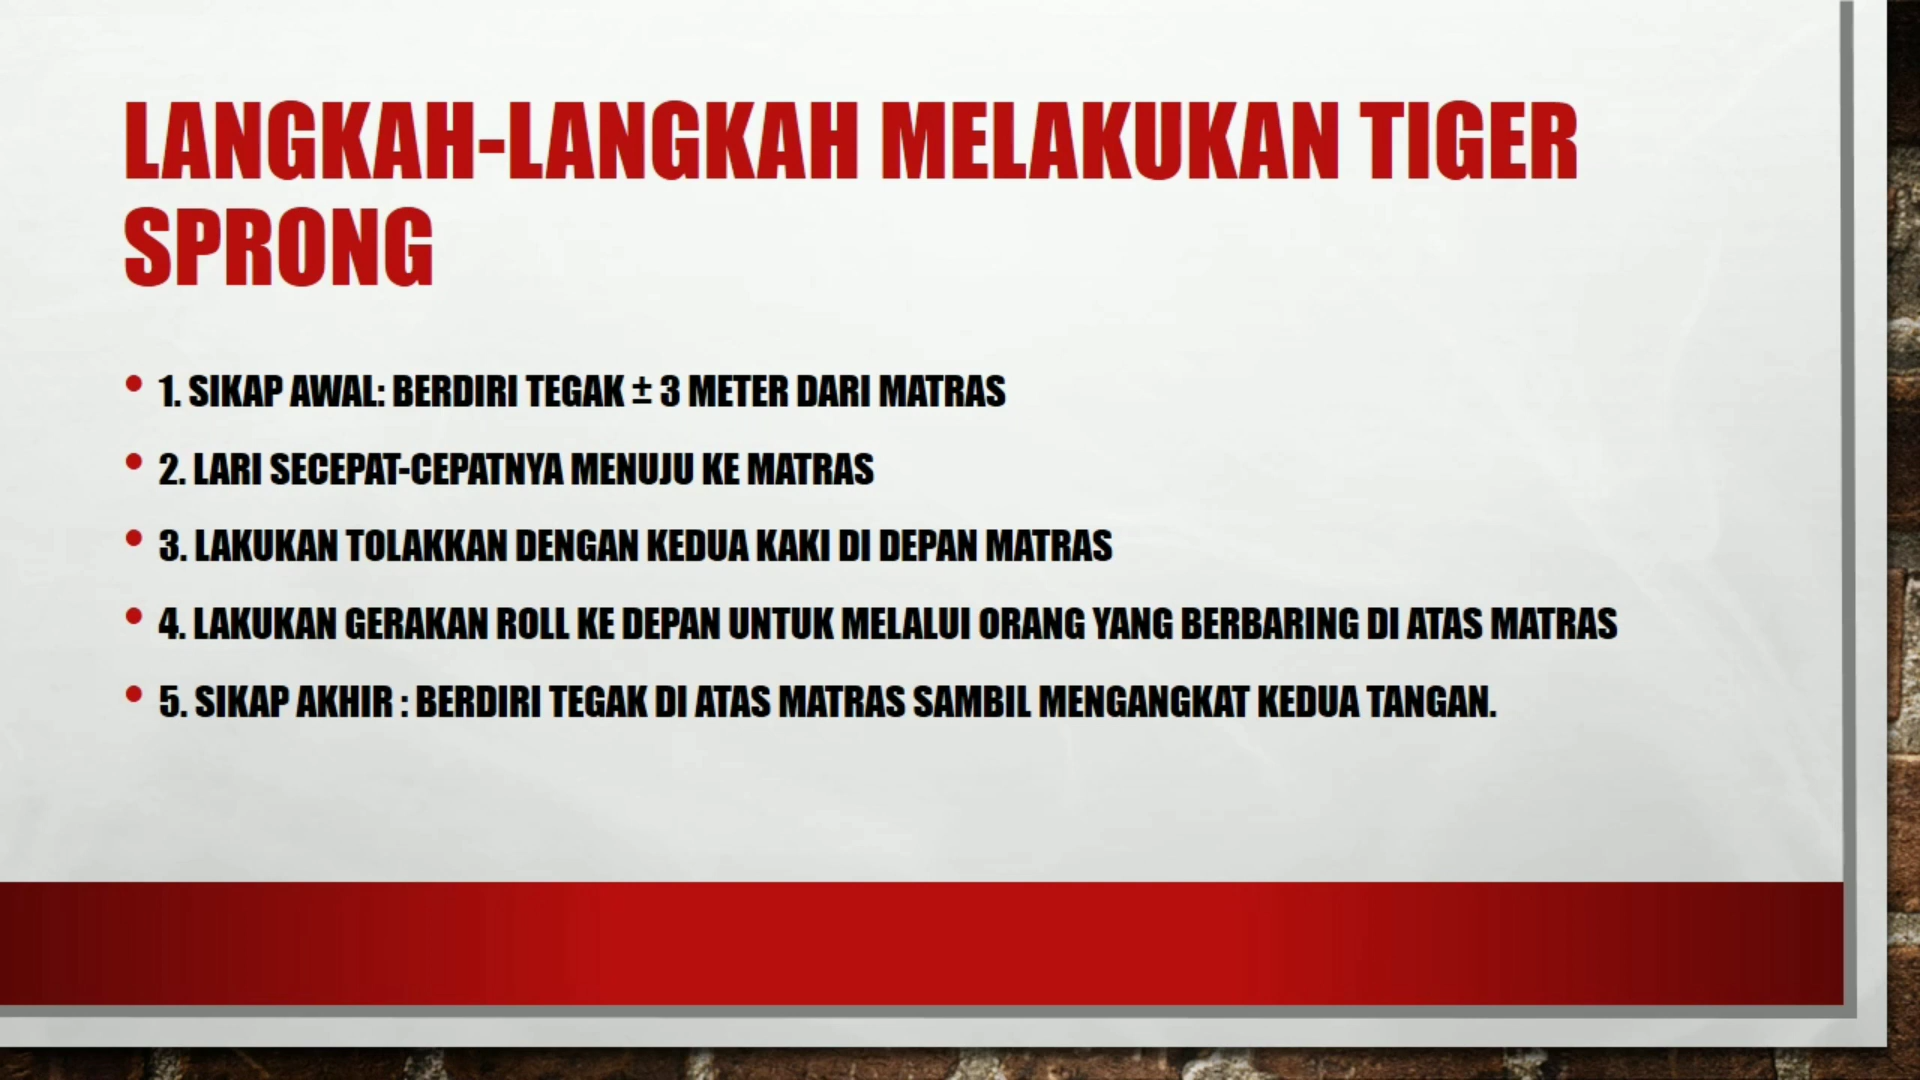 LANGKAH-LANGKAH MELAKUKAN TIGER
SPRONG
• 1. SIKAP AWAL: BERDIRI TEGAK ± 3 METER DARI MATRAS
• 2. LARI SECEPAT-CEPATNYA MENUJU KE MATRAS
• 3. LAKUKAN TOLAKKAN DENGAN KEDUA KAKI DI DEPAN MATRAS
• 4. LAKUKAN GERAKAN ROLL KE DEPAN UNTUK MELALUI ORANG YANG BERBARING DI ATAS MATRAS
• 5. SIKAP AKHIR : BERDIRI TEGAK DI ATAS MATRAS SAMBIL MENGANGKAT KEDUA TANGAN.